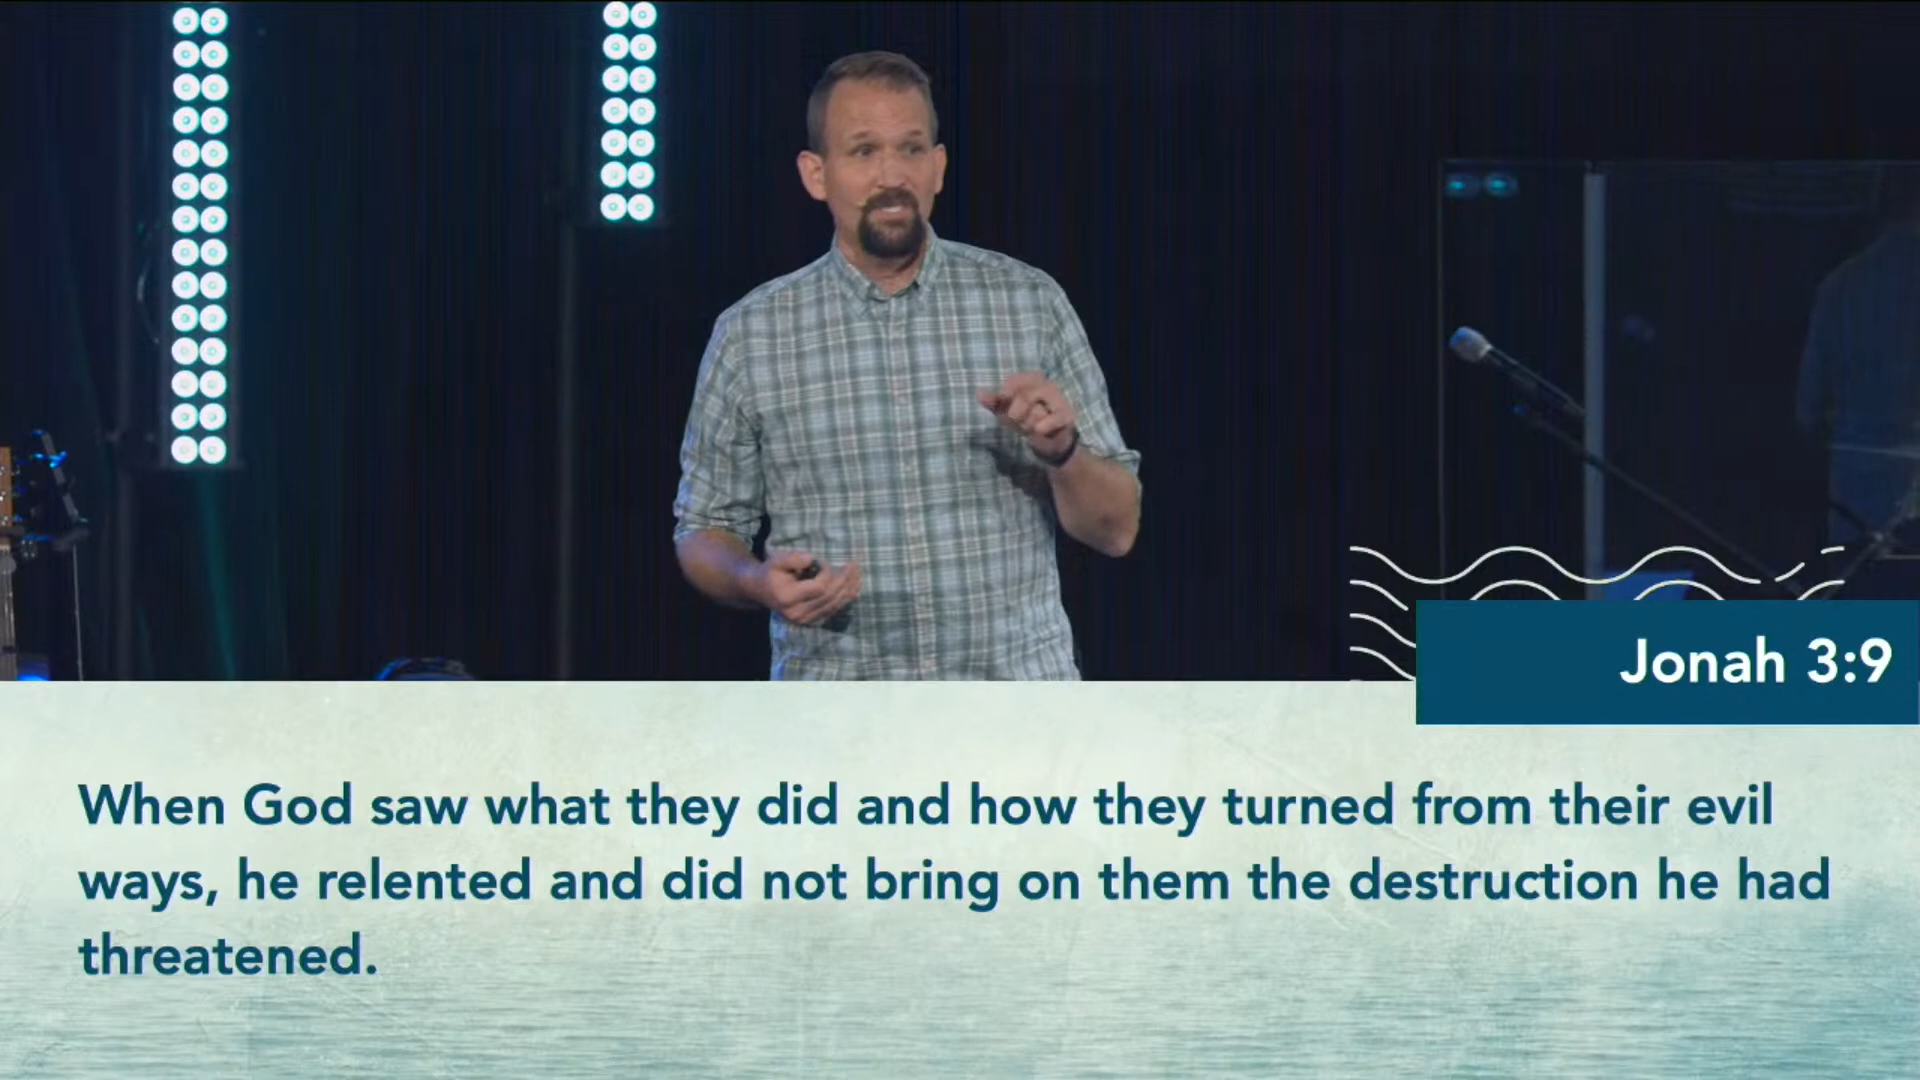 Jonah 3:9
When God saw what they did and how they turned from their evil
ways, he relented and did not bring on them the destruction he had
threatened.